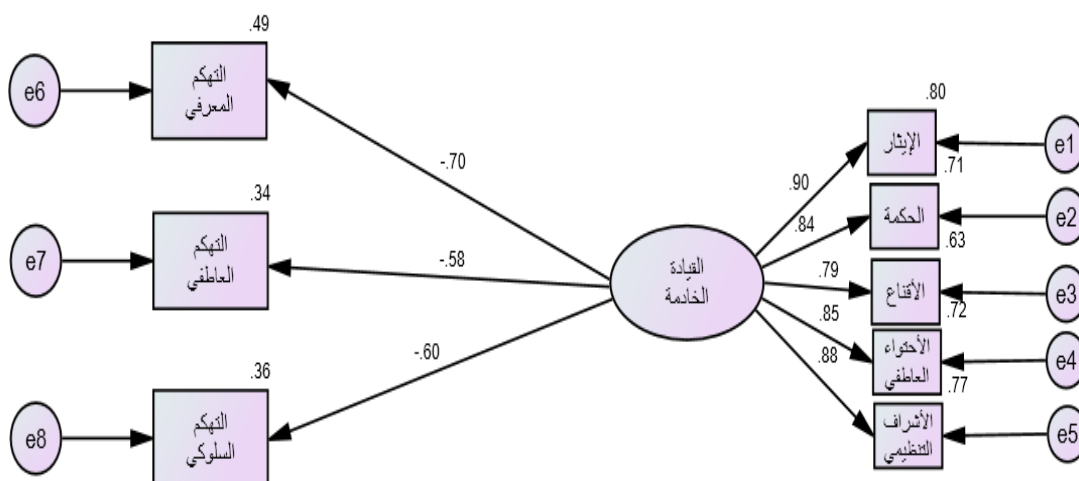 .49
التهكم
المعرفي
e6
-.70
.34
التهكم
العاطفي
e7
-.58
.36
التهكم
السلوكي
e8
-.60
القيادة
الخادمة
.80
الإيثار
e1
.90
.71
الحكمة
e2
.84
.63
الأقناع
e3
.79
.72
الأحتواء
العاطفي
e4
.85
.77
الأشراف
التنظيمي
e5
.88